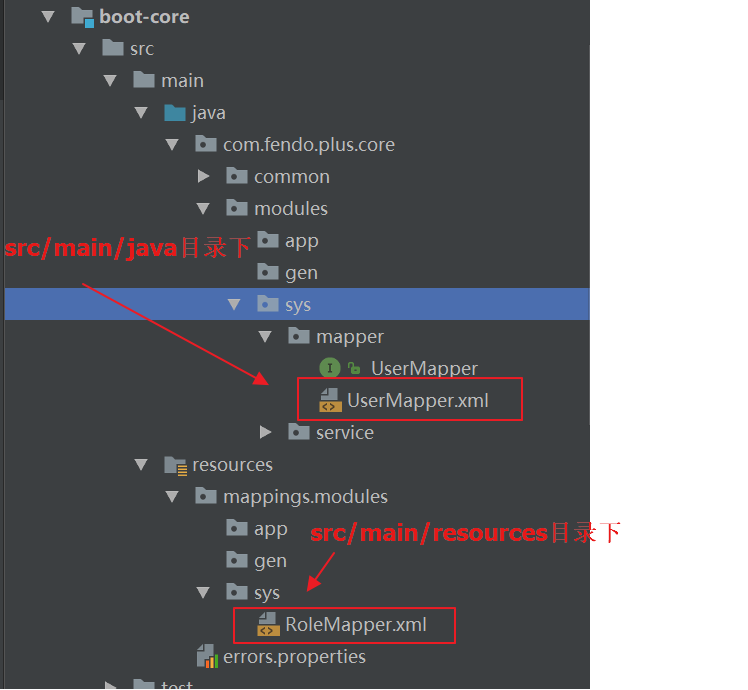 boot-core
src
main
java
com.fendo.plus.core
common
modules
src/main/java目录下
app
gen
sys
mapper
I UserMapper
<> UserMapper.xml
service
resources
mappings.modules
app
src/main/resources目录下
gen
sys
<> RoleMapper.xml
errors.properties
test